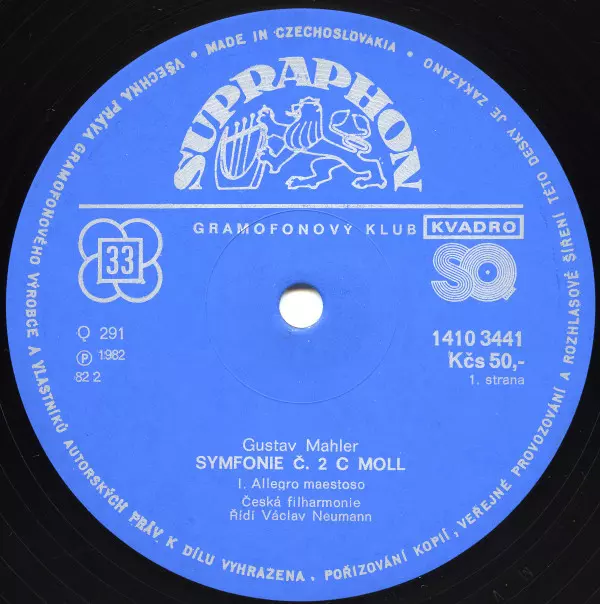 VŠECHNA PRÁVA GRAMOFONOVÉHO VÝROBCE A VLASTNÍKŮ AUTORSKÝCH PRÁV K DÍLU VYHRAZENA • POŘIZOVÁNÍ KOPIÍ, VEŘEJNÉ PROVOZOVÁNÍ A ROZHLASOVÉ ŠÍŘENÍ TÉTO DESKY JE ZAKÁZÁNO
• MADE IN CZECHOSLOVAKIA •
SUPRAPHON
GRAMOFONOVÝ KLUB
KVADRO
33
SQ
Q 291
Ⓟ 1982
82 2
1410 3441
Kčs 50,-
1. strana
Gustav Mahler
SYMFONIE Č. 2 C MOLL
I. Allegro maestoso
Česká filharmonie
Řídí Václav Neumann